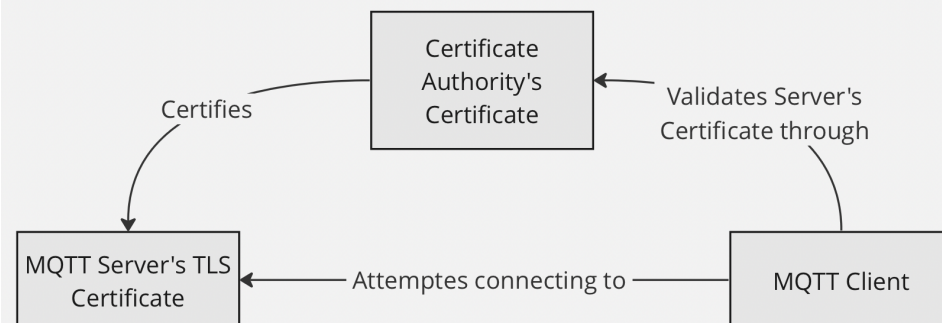 Certificate
Authority's
Certificate
Certifies
Validates Server's
Certificate through
MQTT Server's TLS
Certificate
Attemptes connecting to
MQTT Client